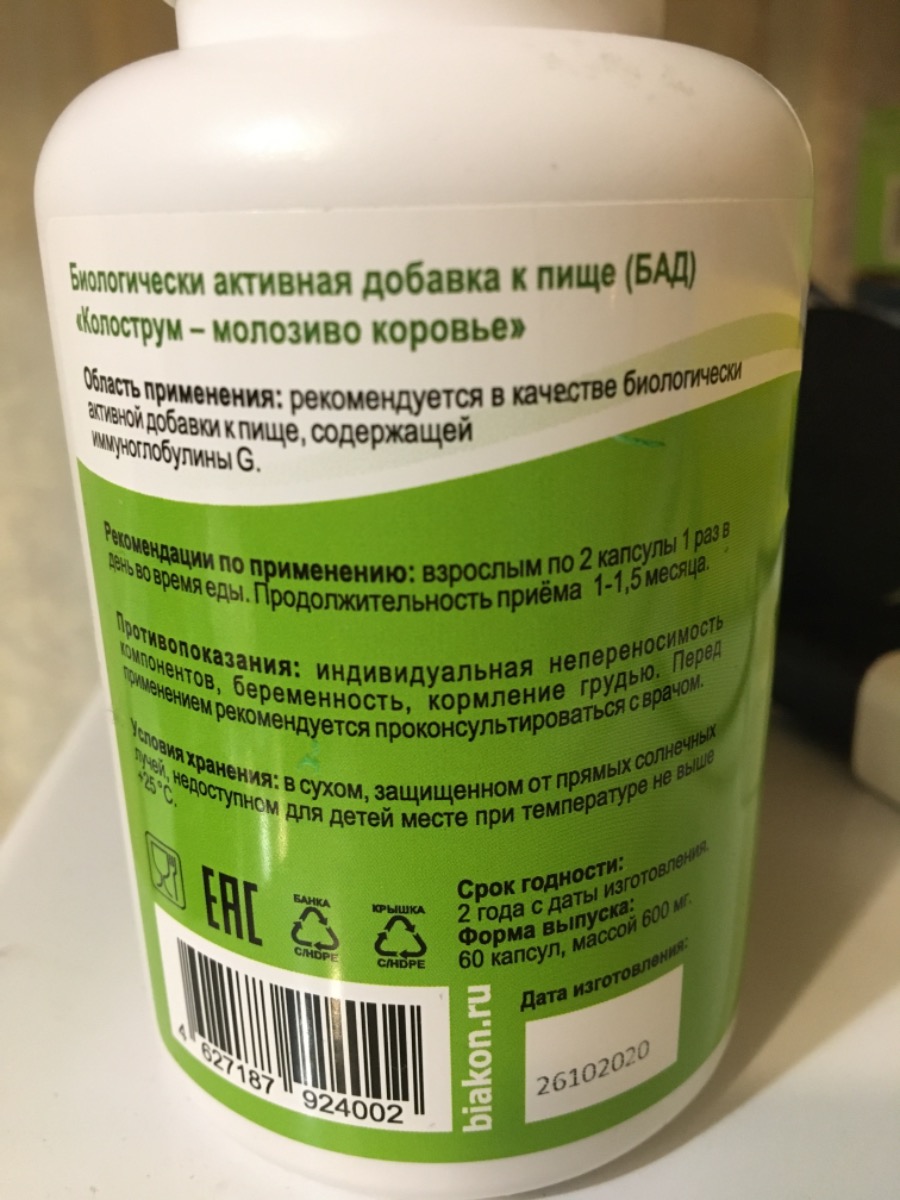 Биологически активная добавка к пище (БАД)
«Колострум – молозиво коровье»
Область применения: рекомендуется в качестве биологически
активной добавки к пище, содержащей
иммуноглобулины G.
Рекомендации по применению: взрослым по 2 капсулы 1 раз в
день во время еды. Продолжительность приёма 1-1,5 месяца.
Противопоказания: индивидуальная непереносимость
компонентов, беременность, кормление грудью. Перед
применением рекомендуется проконсультироваться с врачом.
Условия хранения: в сухом, защищенном от прямых солнечных
лучей, недоступном для детей месте при температуре не выше
+25°С.
EAC
БАНКА
C/HDPE
КРЫШКА
C/HDPE
Срок годности:
2 года с даты изготовления.
Форма выпуска:
60 капсул, массой 600 мг.
Дата изготовления:
26102020
biakon.ru
4 627187 924002